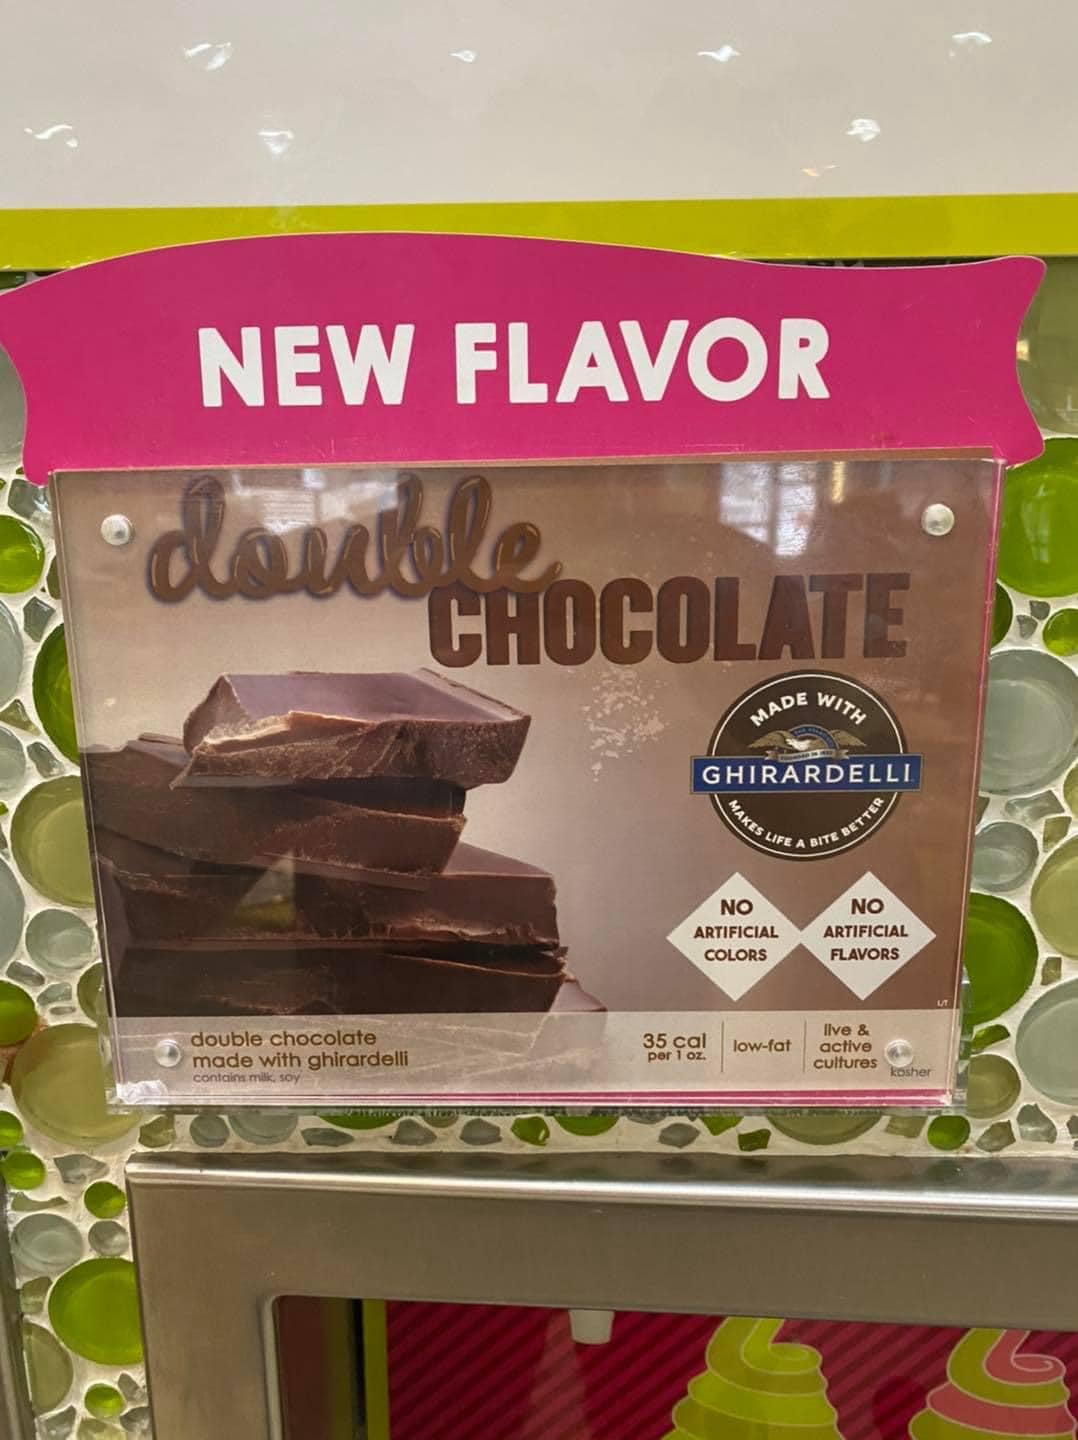 NEW FLAVOR
double
CHOCOLATE
MADE WITH
GHIRARDELLI
MAKES LIFE A BITE BETTER
NO
ARTIFICIAL
COLORS
NO
ARTIFICIAL
FLAVORS
L/T
double chocolate
made with ghirardelli
contains milk, soy
35 cal
per 1 oz.
low-fat
live &
active
cultures
kosher